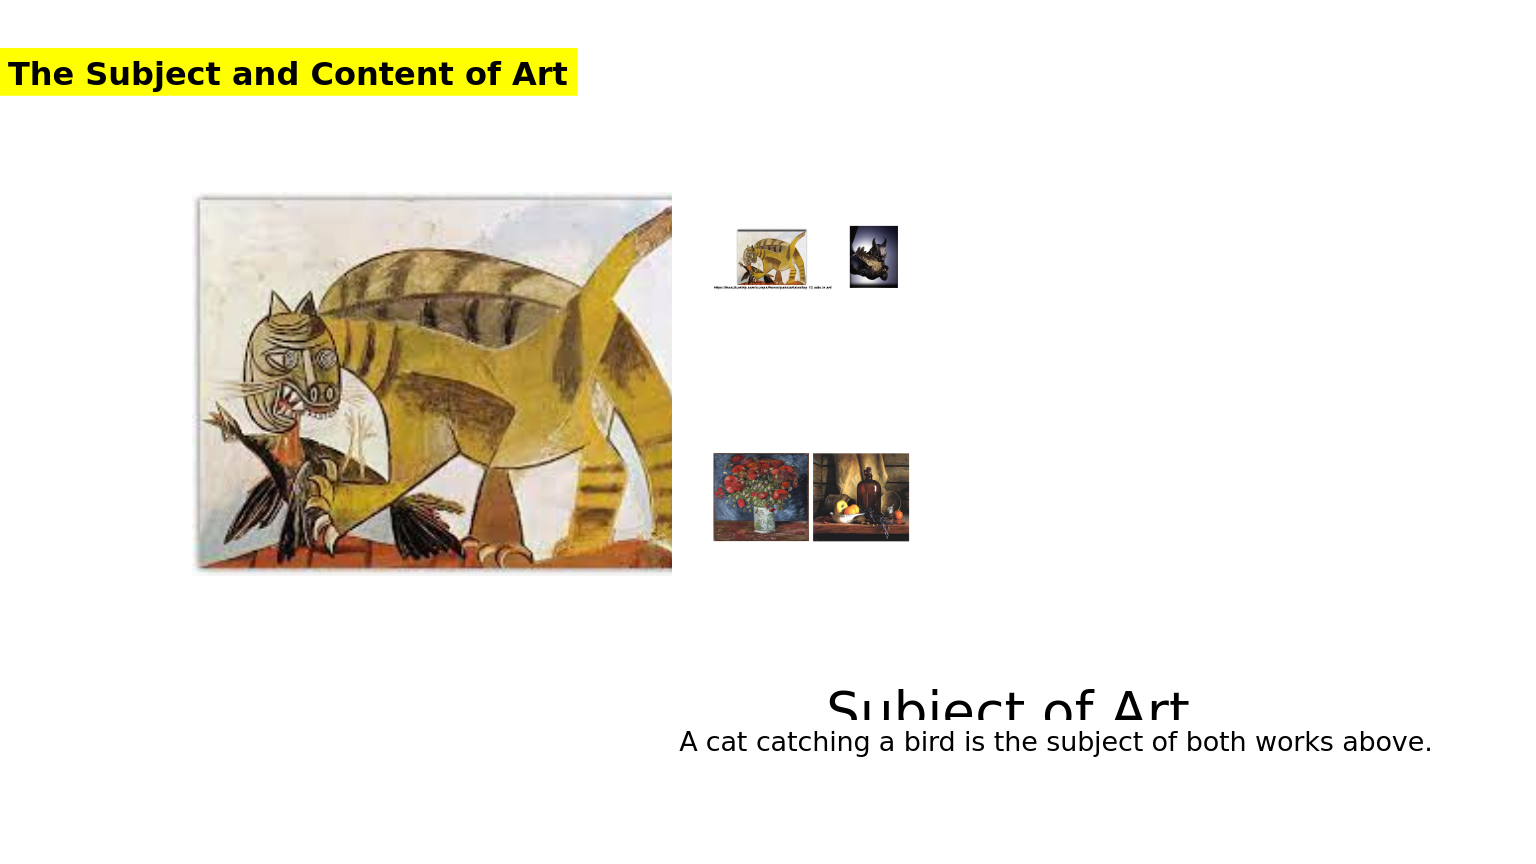 The Subject and Content of Art
Subject of Art
A cat catching a bird is the subject of both works above.